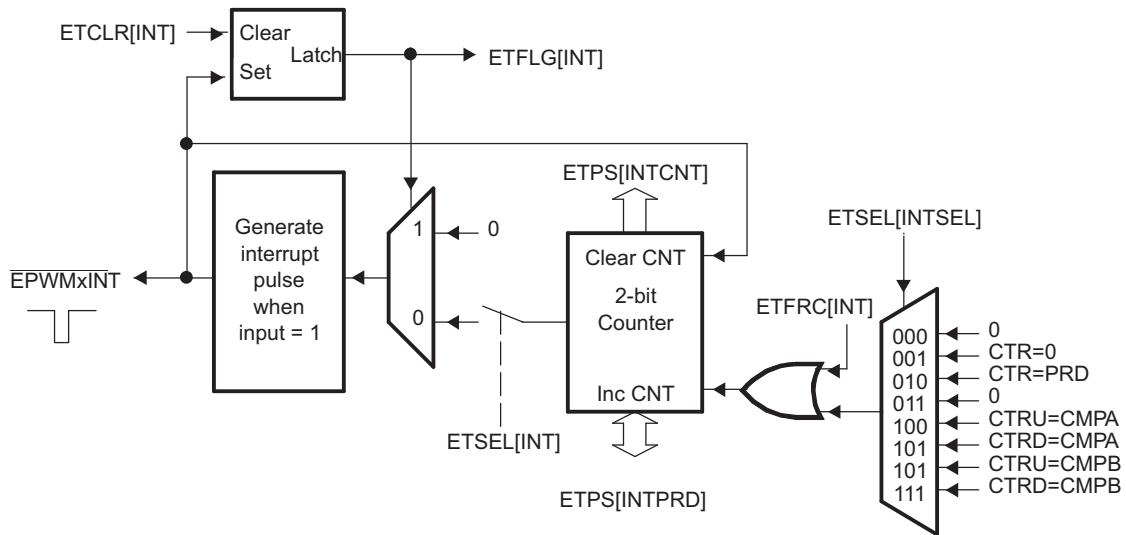 ETCLR[INT]
Clear
Latch
Set
ETFLG[INT]
ETPS[INTCNT]
ETSEL[INTSEL]
Generate
interrupt
pulse
when
input = 1
EPWMxINT
1
0
0
Clear CNT
2-bit
Counter
Inc CNT
ETFRC[INT]
ETSEL[INT]
ETPS[INTPRD]
000 0
001 CTR=0
010 CTR=PRD
011 0
100 CTRU=CMPA
101 CTRD=CMPA
101 CTRU=CMPB
111 CTRD=CMPB